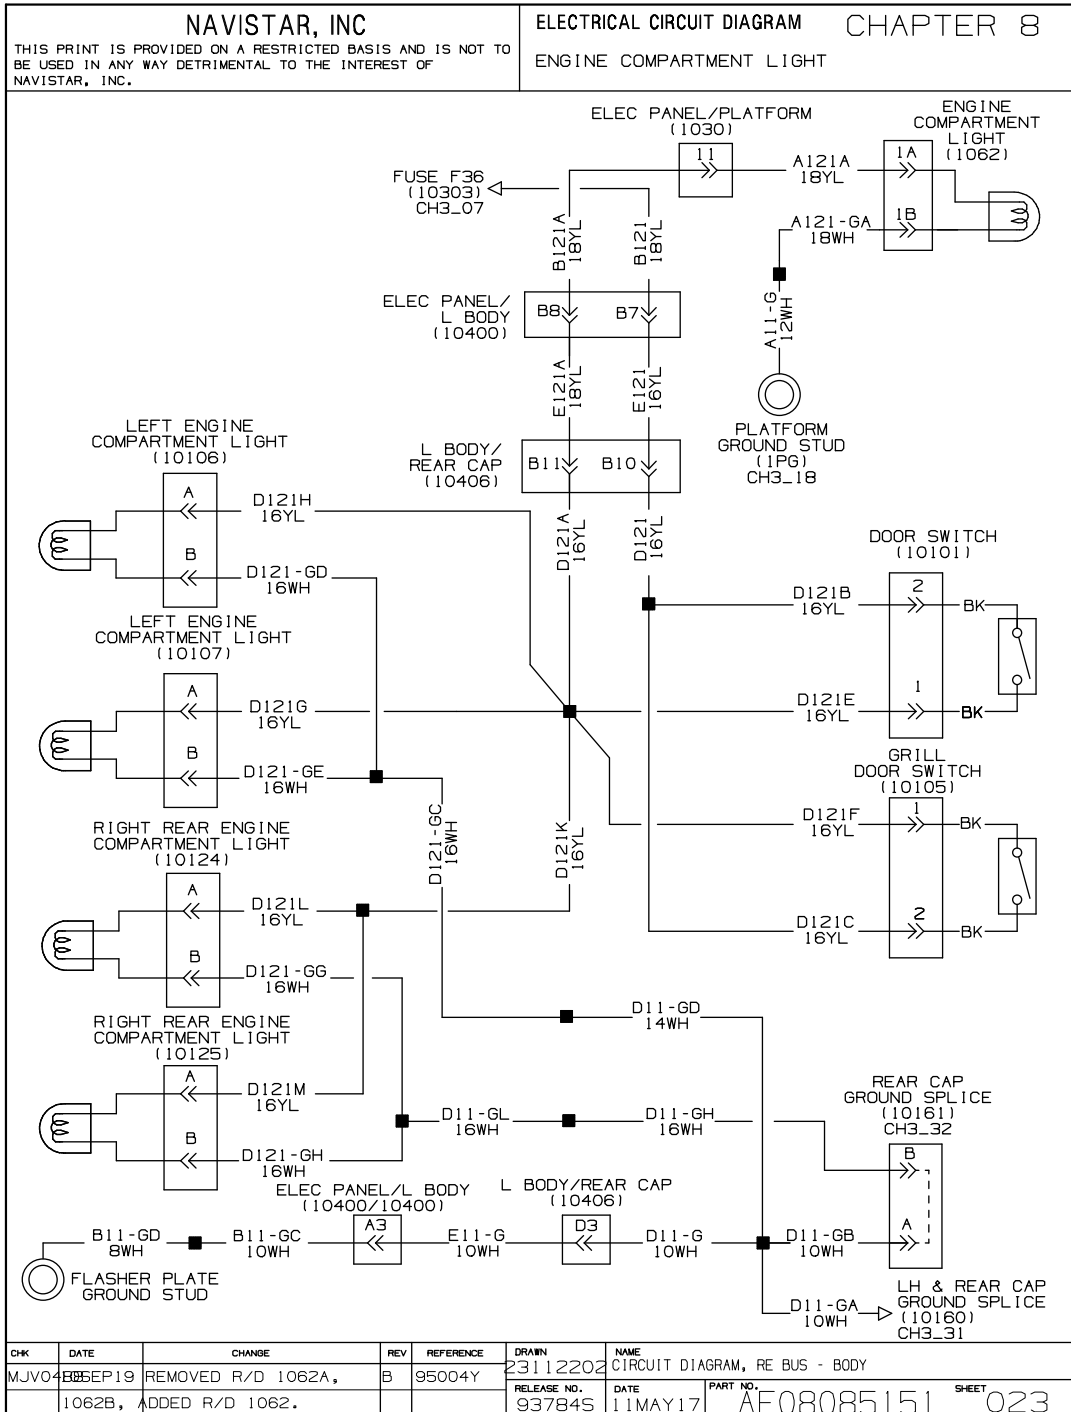 NAVISTAR, INC
THIS PRINT IS PROVIDED ON A RESTRICTED BASIS AND IS NOT TO
BE USED IN ANY WAY DETRIMENTAL TO THE INTEREST OF
NAVISTAR, INC.
ELECTRICAL CIRCUIT DIAGRAM
CHAPTER 8
ENGINE COMPARTMENT LIGHT
ELEC PANEL/PLATFORM
(1030)
11
ENGINE
COMPARTMENT
LIGHT
(1062)
1A
1B
A121A
18YL
A121-GA
18WH
FUSE F36
(10303)
CH3_07
B121A
18YL
B121
18YL
A11-G
12WH
ELEC PANEL/
L BODY
(10400)
B8
B7
E121A
18YL
E121
16YL
PLATFORM
GROUND STUD
(1PG)
CH3_18
L BODY/
REAR CAP
(10406)
B11
B10
D121A
16YL
D121
16YL
LEFT ENGINE
COMPARTMENT LIGHT
(10106)
A
B
D121H
16YL
D121-GD
16WH
DOOR SWITCH
(10101)
2
1
D121B
16YL
BK
D121E
16YL
BK
LEFT ENGINE
COMPARTMENT LIGHT
(10107)
A
B
D121G
16YL
D121-GE
16WH
GRILL
DOOR SWITCH
(10105)
1
2
D121F
16YL
BK
D121C
16YL
BK
D121-GC
16WH
D121K
16YL
RIGHT REAR ENGINE
COMPARTMENT LIGHT
(10124)
A
B
D121L
16YL
D121-GG
16WH
D11-GD
14WH
RIGHT REAR ENGINE
COMPARTMENT LIGHT
(10125)
A
B
D121M
16YL
D121-GH
16WH
D11-GL
16WH
D11-GH
16WH
REAR CAP
GROUND SPLICE
(10161)
CH3_32
B
A
ELEC PANEL/L BODY
(10400/10400)
A3
L BODY/REAR CAP
(10406)
D3
B11-GD
8WH
B11-GC
10WH
E11-G
10WH
D11-G
10WH
D11-GB
10WH
FLASHER PLATE
GROUND STUD
D11-GA
10WH
LH & REAR CAP
GROUND SPLICE
(10160)
CH3_31
CHK DATE CHANGE REV REFERENCE
05SEP19 REMOVED R/D 1062A, B 95004Y
1062B, ADDED R/D 1062.
DRAWN
23112202
NAME
CIRCUIT DIAGRAM, RE BUS - BODY
RELEASE NO.
93784S
DATE
11MAY17
PART NO.
AF08085151
SHEET
023